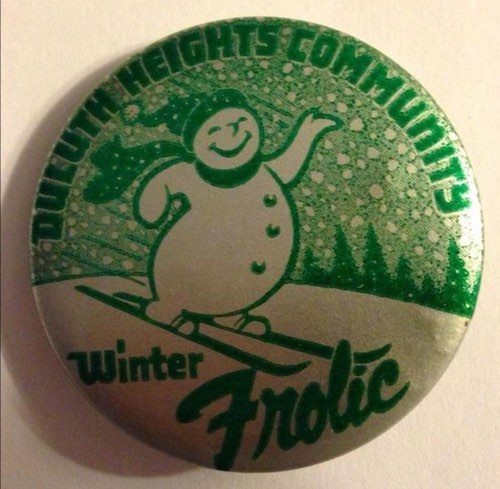 DULUTH HEIGHTS COMMUNITY
Winter
Frolic